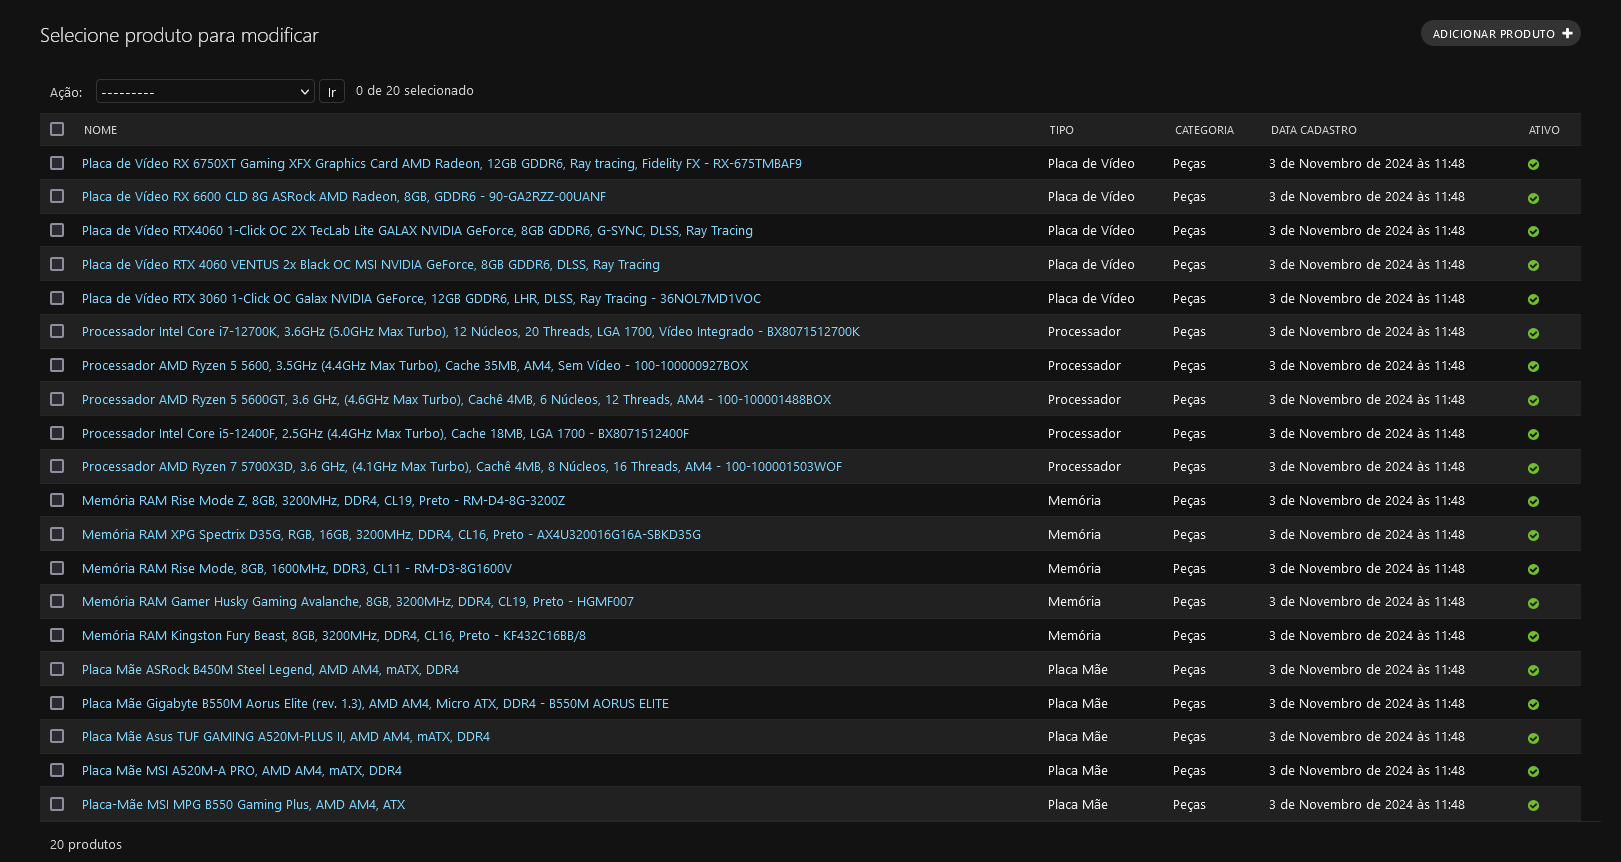 Selecione produto para modificar
ADICIONAR PRODUTO
Ação: --------- Ir 0 de 20 selecionado
NOME TIPO CATEGORIA DATA CADASTRO ATIVO
Placa de Vídeo RX 6750XT Gaming XFX Graphics Card AMD Radeon, 12GB GDDR6, Ray tracing, Fidelity FX - RX-675TMBAF9 Placa de Vídeo Peças 3 de Novembro de 2024 às 11:48
Placa de Vídeo RX 6600 CLD 8G ASRock AMD Radeon, 8GB, GDDR6 - 90-GA2RZZ-00UANF Placa de Vídeo Peças 3 de Novembro de 2024 às 11:48
Placa de Vídeo RTX4060 1-Click OC 2X TecLab Lite GALAX NVIDIA GeForce, 8GB GDDR6, G-SYNC, DLSS, Ray Tracing Placa de Vídeo Peças 3 de Novembro de 2024 às 11:48
Placa de Vídeo RTX 4060 VENTUS 2x Black OC MSI NVIDIA GeForce, 8GB GDDR6, DLSS, Ray Tracing Placa de Vídeo Peças 3 de Novembro de 2024 às 11:48
Placa de Vídeo RTX 3060 1-Click OC Galax NVIDIA GeForce, 12GB GDDR6, LHR, DLSS, Ray Tracing - 36NOL7MD1VOC Placa de Vídeo Peças 3 de Novembro de 2024 às 11:48
Processador Intel Core i7-12700K, 3.6GHz (5.0GHz Max Turbo), 12 Núcleos, 20 Threads, LGA 1700, Vídeo Integrado - BX8071512700K Processador Peças 3 de Novembro de 2024 às 11:48
Processador AMD Ryzen 5 5600, 3.5GHz (4.4GHz Max Turbo), Cache 35MB, AM4, Sem Vídeo - 100-100000927BOX Processador Peças 3 de Novembro de 2024 às 11:48
Processador AMD Ryzen 5 5600GT, 3.6 GHz, (4.6GHz Max Turbo), Cachê 4MB, 6 Núcleos, 12 Threads, AM4 - 100-100001488BOX Processador Peças 3 de Novembro de 2024 às 11:48
Processador Intel Core i5-12400F, 2.5GHz (4.4GHz Max Turbo), Cache 18MB, LGA 1700 - BX8071512400F Processador Peças 3 de Novembro de 2024 às 11:48
Processador AMD Ryzen 7 5700X3D, 3.6 GHz, (4.1GHz Max Turbo), Cachê 4MB, 8 Núcleos, 16 Threads, AM4 - 100-100001503WOF Processador Peças 3 de Novembro de 2024 às 11:48
Memória RAM Rise Mode Z, 8GB, 3200MHz, DDR4, CL19, Preto - RM-D4-8G-3200Z Memória Peças 3 de Novembro de 2024 às 11:48
Memória RAM XPG Spectrix D35G, RGB, 16GB, 3200MHz, DDR4, CL16, Preto - AX4U320016G16A-SBKD35G Memória Peças 3 de Novembro de 2024 às 11:48
Memória RAM Rise Mode, 8GB, 1600MHz, DDR3, CL11 - RM-D3-8G1600V Memória Peças 3 de Novembro de 2024 às 11:48
Memória RAM Gamer Husky Gaming Avalanche, 8GB, 3200MHz, DDR4, CL19, Preto - HGMF007 Memória Peças 3 de Novembro de 2024 às 11:48
Memória RAM Kingston Fury Beast, 8GB, 3200MHz, DDR4, CL16, Preto - KF432C16BB/8 Memória Peças 3 de Novembro de 2024 às 11:48
Placa Mãe ASRock B450M Steel Legend, AMD AM4, mATX, DDR4 Placa Mãe Peças 3 de Novembro de 2024 às 11:48
Placa Mãe Gigabyte B550M Aorus Elite (rev. 1.3), AMD AM4, Micro ATX, DDR4 - B550M AORUS ELITE Placa Mãe Peças 3 de Novembro de 2024 às 11:48
Placa Mãe Asus TUF GAMING A520M-PLUS II, AMD AM4, mATX, DDR4 Placa Mãe Peças 3 de Novembro de 2024 às 11:48
Placa Mãe MSI A520M-A PRO, AMD AM4, mATX, DDR4 Placa Mãe Peças 3 de Novembro de 2024 às 11:48
Placa-Mãe MSI MPG B550 Gaming Plus, AMD AM4, ATX Placa Mãe Peças 3 de Novembro de 2024 às 11:48
20 produtos